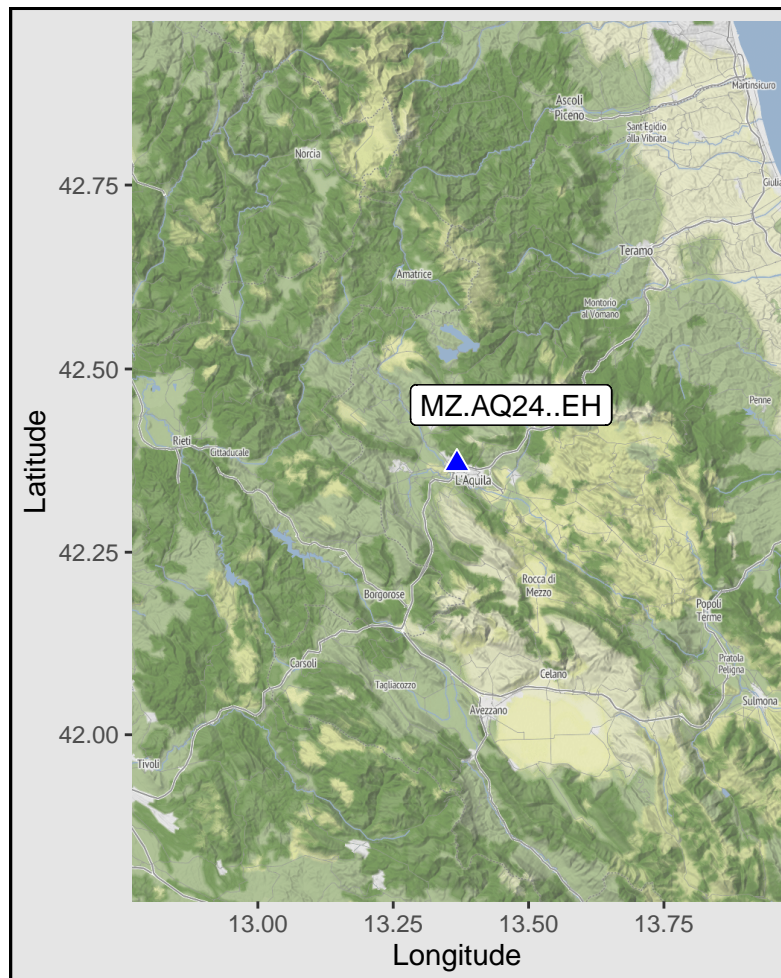 Martinsicuro
Ascoli
Piceno
Sant'Egidio
alla Vibrata
Norcia
42.75
Giulia
Teramo
Amatrice
Montorio
al Vomano
42.50
MZ.AQ24..EH
Penne
Rieti
Cittaducale
L'Aquila
Latitude
42.25
Rocca di
Mezzo
Borgorose
Popoli
Terme
Carsoli
Pratola
Peligna
Celano
Tagliacozzo
Sulmona
Avezzano
42.00
Tivoli
13.00 13.25 13.50 13.75
Longitude